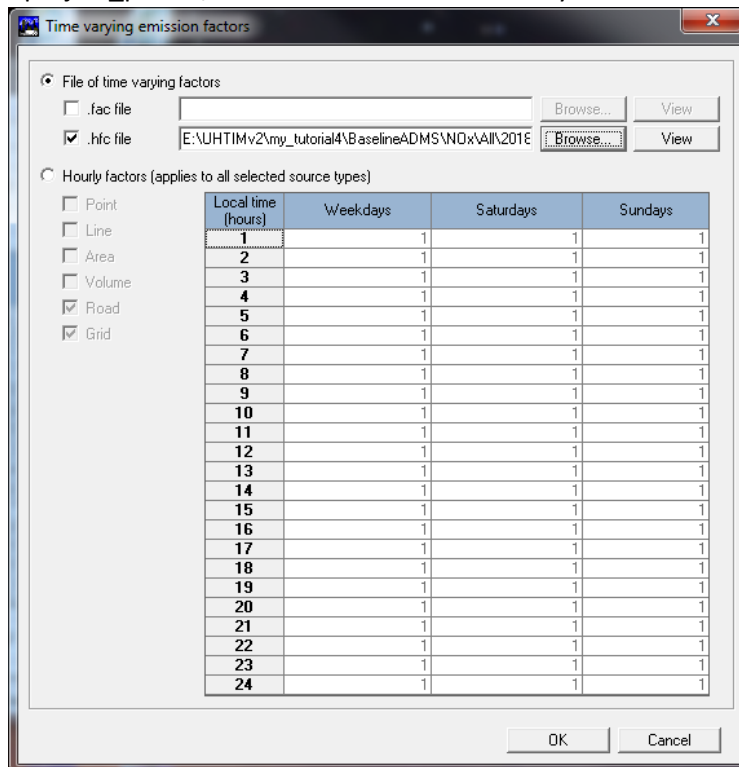 Time varying emission factors
File of time varying factors
.fac file Browse... View
.hfc file E:\UHTIMv2\my_tutorial4\BaselineADMS\NOx\All\2018 Browse... View
Hourly factors (applies to all selected source types)
Point
Line
Area
Volume
Road
Grid
Local time (hours) Weekdays Saturdays Sundays
1 1 1 1
2 1 1 1
3 1 1 1
4 1 1 1
5 1 1 1
6 1 1 1
7 1 1 1
8 1 1 1
9 1 1 1
10 1 1 1
11 1 1 1
12 1 1 1
13 1 1 1
14 1 1 1
15 1 1 1
16 1 1 1
17 1 1 1
18 1 1 1
19 1 1 1
20 1 1 1
21 1 1 1
22 1 1 1
23 1 1 1
24 1 1 1
OK Cancel